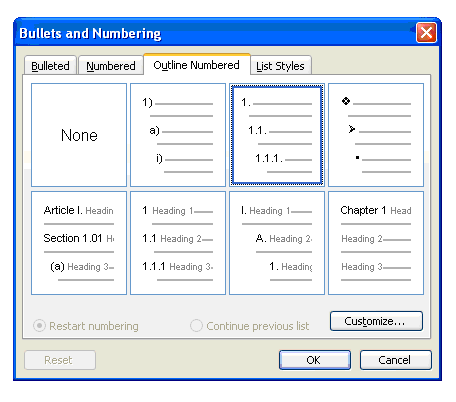 Bullets and Numbering
Bulleted Numbered Outline Numbered List Styles
None
1)
a)
i)
1.
1.1.
1.1.1.
Article I. Headin
Section 1.01 H
(a) Heading 3
1 Heading 1
1.1 Heading 2
1.1.1 Heading 3
I. Heading 1
A. Heading 2
1. Heading
Chapter 1 Head
Heading 2
Heading 3
Restart numbering Continue previous list Customize...
Reset OK Cancel